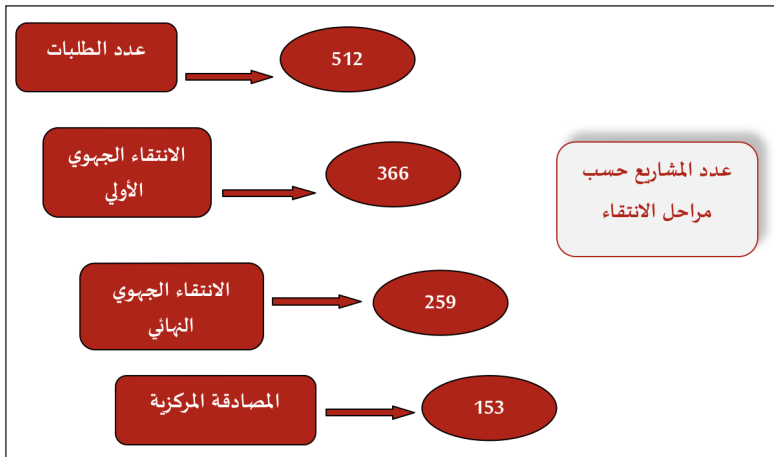 عدد الطلبات
512
عدد المشاريع حسب
مراحل الانتقاء
الانتقاء الجهوي
الأولي
366
الانتقاء الجهوي
النهائي
259
المصادقة المركزية
153